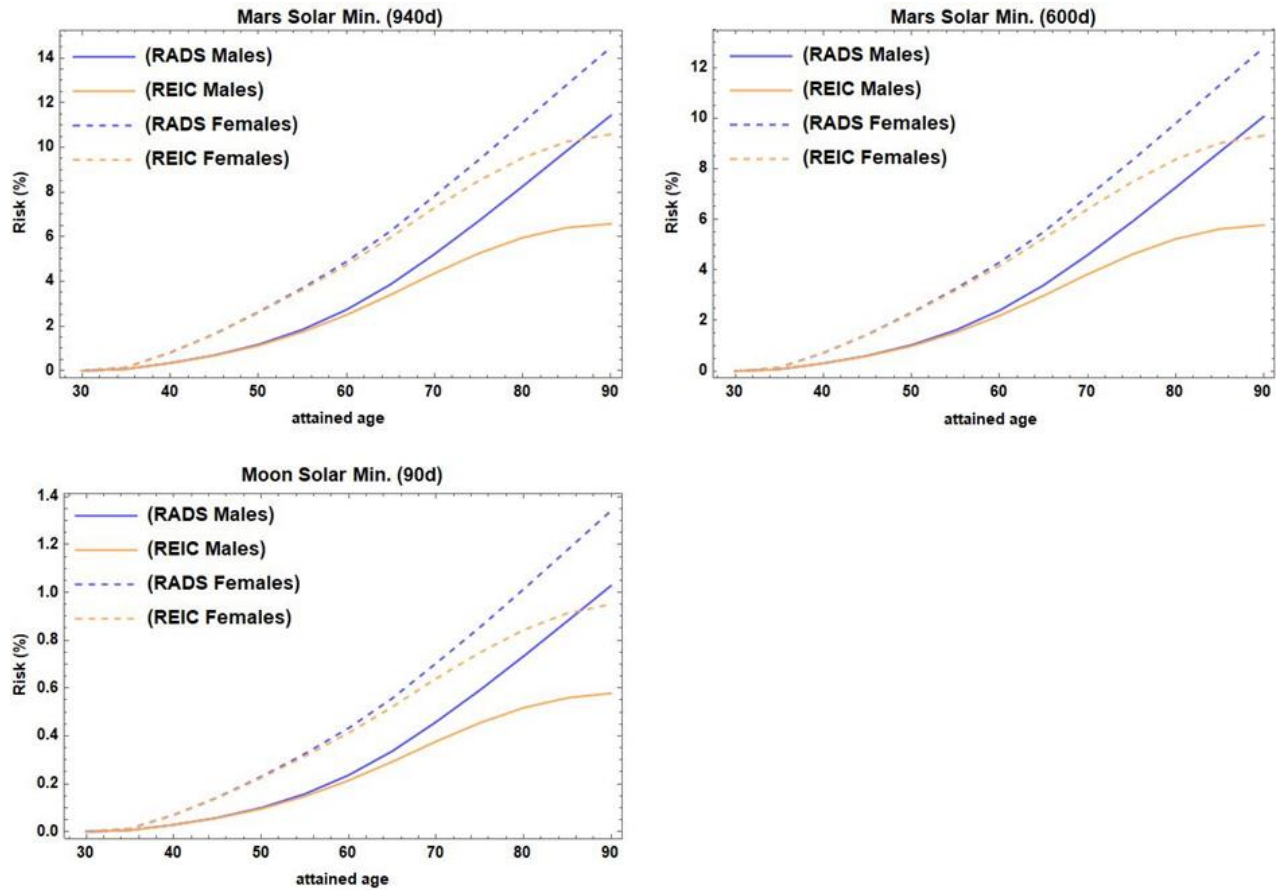 Mars Solar Min. (940d)
(RADS Males)
(REIC Males)
(RADS Females)
(REIC Females)
Risk (%)
14
12
10
8
6
4
2
0
30 40 50 60 70 80 90
attained age
Mars Solar Min. (600d)
(RADS Males)
(REIC Males)
(RADS Females)
(REIC Females)
Risk (%)
12
10
8
6
4
2
0
30 40 50 60 70 80 90
attained age
Moon Solar Min. (90d)
(RADS Males)
(REIC Males)
(RADS Females)
(REIC Females)
Risk (%)
1.4
1.2
1.0
0.8
0.6
0.4
0.2
0.0
30 40 50 60 70 80 90
attained age